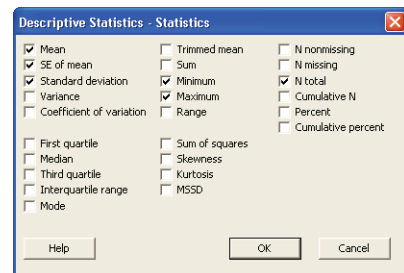 Descriptive Statistics - Statistics
Mean
SE of mean
Standard deviation
Variance
Coefficient of variation
First quartile
Median
Third quartile
Interquartile range
Mode
Trimmed mean
Sum
Minimum
Maximum
Range
Sum of squares
Skewness
Kurtosis
MSSD
N nonmissing
N missing
N total
Cumulative N
Percent
Cumulative percent
Help
OK
Cancel